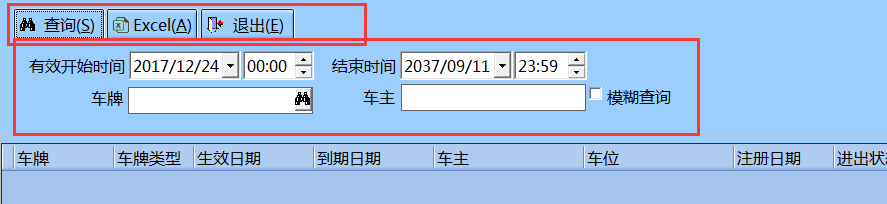 查询(S) Excel(A) 退出(E)
有效开始时间 2017/12/24 00:00 结束时间 2037/09/11 23:59
车牌 车主 模糊查询
车牌 车牌类型 生效日期 到期日期 车主 车位 注册日期 进出状